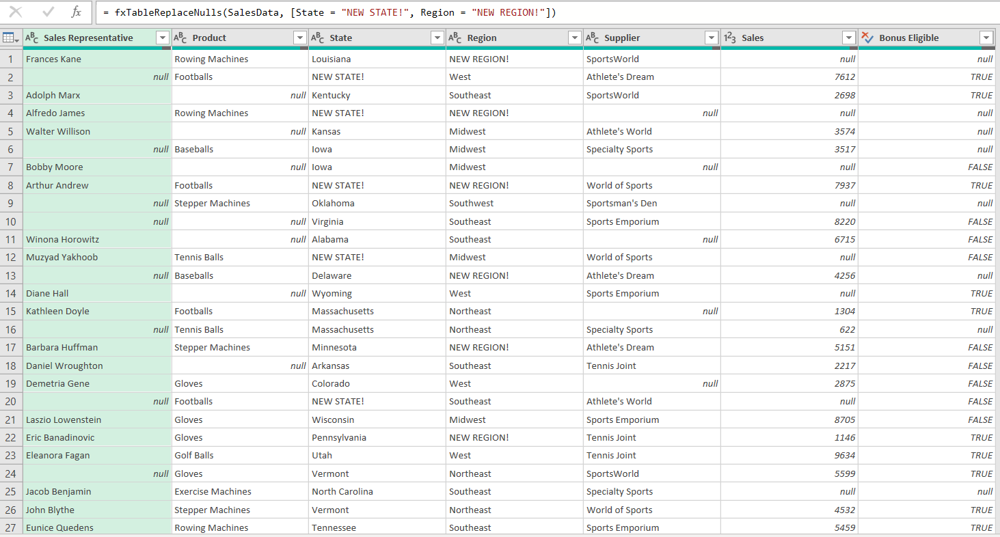 fx = fxTableReplaceNulls(SalesData, [State = "NEW STATE!", Region = "NEW REGION!"])
ABC Sales Representative ABC Product ABC State ABC Region ABC Supplier 123 Sales Bonus Eligible
1 Frances Kane Rowing Machines Louisiana NEW REGION! SportsWorld null null
2 null Footballs NEW STATE! West Athlete's Dream 7612 TRUE
3 Adolph Marx null Kentucky Southeast SportsWorld 2698 TRUE
4 Alfredo James Rowing Machines NEW STATE! NEW REGION! null null null
5 Walter Willison null Kansas Midwest Athlete's World 3574 null
6 null Baseballs Iowa Midwest Specialty Sports 3517 null
7 Bobby Moore null Iowa Midwest null null FALSE
8 Arthur Andrew Footballs NEW STATE! NEW REGION! World of Sports 7937 TRUE
9 null Stepper Machines Oklahoma Southwest Sportsman's Den null null
10 null null Virginia Southeast Sports Emporium 8220 FALSE
11 Winona Horowitz null Alabama Southeast null 6715 FALSE
12 Muzyad Yakhoob Tennis Balls NEW STATE! Midwest World of Sports null FALSE
13 null Baseballs Delaware NEW REGION! Athlete's Dream 4256 null
14 Diane Hall null Wyoming West Sports Emporium null TRUE
15 Kathleen Doyle Footballs Massachusetts Northeast null 1304 TRUE
16 null Tennis Balls Massachusetts Northeast Specialty Sports 622 null
17 Barbara Huffman Stepper Machines Minnesota NEW REGION! Athlete's Dream 5151 FALSE
18 Daniel Wroughton null Arkansas Southeast Tennis Joint 2217 FALSE
19 Demetria Gene Gloves Colorado West null 2875 FALSE
20 null Footballs NEW STATE! Southeast Athlete's World null FALSE
21 Laszio Lowenstein Gloves Wisconsin Midwest Sports Emporium 8705 FALSE
22 Eric Banadinovic Gloves Pennsylvania NEW REGION! Tennis Joint 1146 TRUE
23 Eleanora Fagan Golf Balls Utah West Tennis Joint 9634 TRUE
24 null Gloves Vermont Northeast SportsWorld 5599 TRUE
25 Jacob Benjamin Exercise Machines North Carolina Southeast Specialty Sports null null
26 John Blythe Stepper Machines Vermont Northeast World of Sports 4532 TRUE
27 Eunice Quedens Rowing Machines Tennessee Southeast Sports Emporium 5459 TRUE